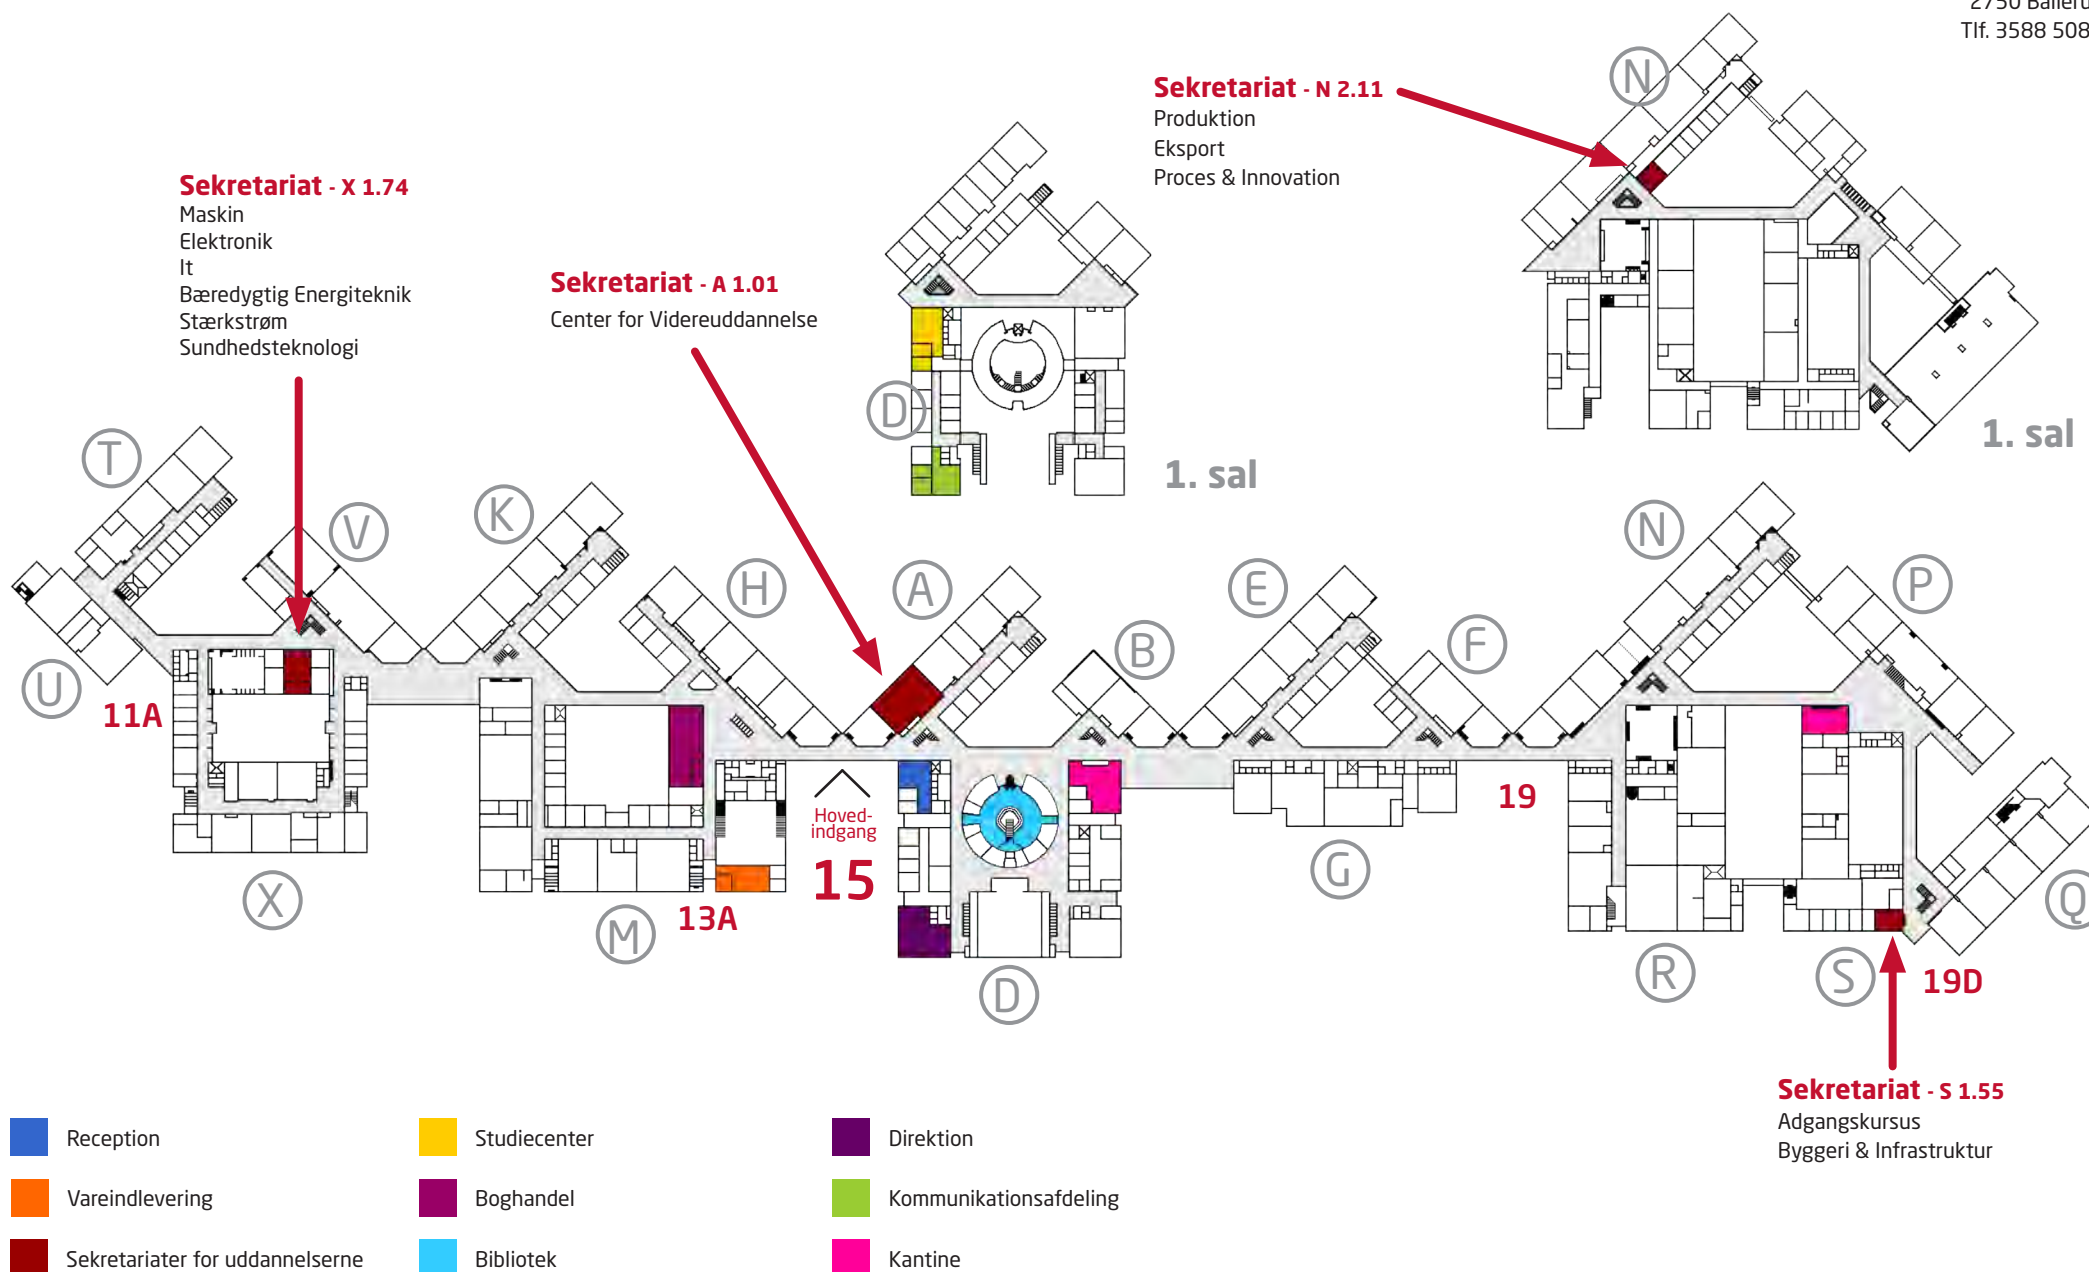 2750 Balleru
Tlf. 3588 508
Sekretariat - N 2.11
Produktion
Eksport
Proces & Innovation
N
Sekretariat - X 1.74
Maskin
Elektronik
It
Bæredygtig Energiteknik
Stærkstrøm
Sundhedsteknologi
Sekretariat - A 1.01
Center for Videreuddannelse
D
1. sal
1. sal
T
V
K
H
A
B
E
F
N
P
U
11A
X
M
13A
Hoved-
indgang
15
D
G
19
R
S
19D
Q
Sekretariat - S 1.55
Adgangskursus
Byggeri & Infrastruktur
Reception
Studiecenter
Direktion
Vareindlevering
Boghandel
Kommunikationsafdeling
Sekretariater for uddannelserne
Bibliotek
Kantine